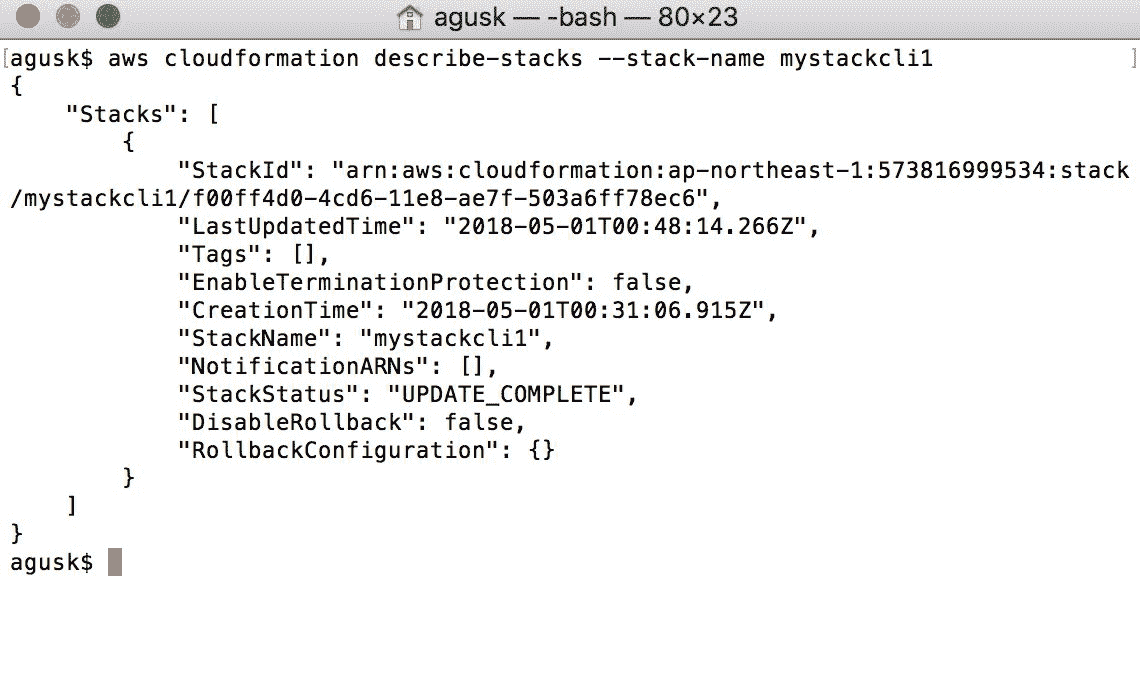 agusk — -bash — 80×23
[agusk$ aws cloudformation describe-stacks --stack-name mystackcli1 ]
{
    "Stacks": [
        {
            "StackId": "arn:aws:cloudformation:ap-northeast-1:573816999534:stack
/mystackcli1/f00ff4d0-4cd6-11e8-ae7f-503a6ff78ec6",
            "LastUpdatedTime": "2018-05-01T00:48:14.266Z",
            "Tags": [],
            "EnableTerminationProtection": false,
            "CreationTime": "2018-05-01T00:31:06.915Z",
            "StackName": "mystackcli1",
            "NotificationARNs": [],
            "StackStatus": "UPDATE_COMPLETE",
            "DisableRollback": false,
            "RollbackConfiguration": {}
        }
    ]
}
agusk$